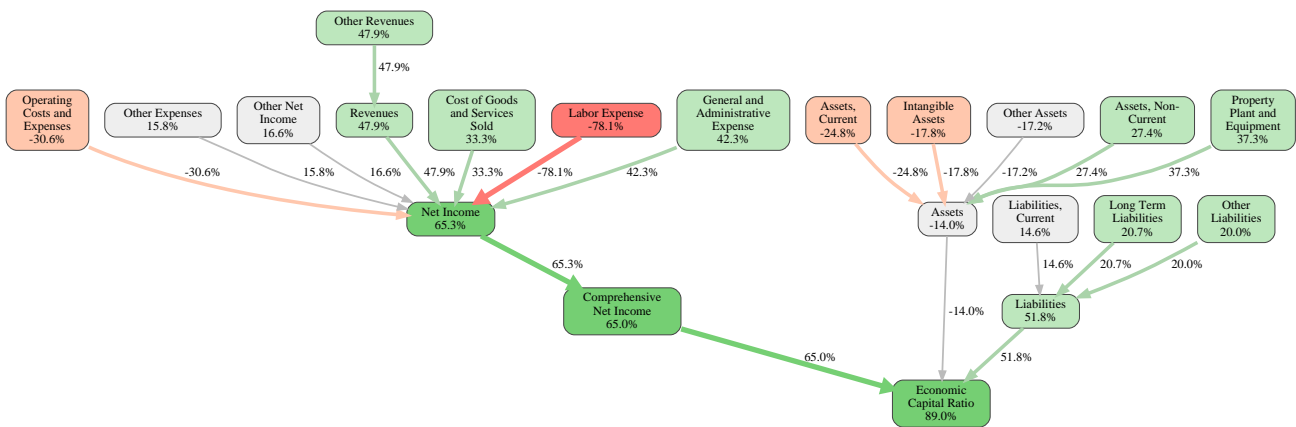 Other Revenues
47.9%
47.9%
Operating
Costs and
Expenses
-30.6%
Other Expenses
15.8%
Other Net
Income
16.6%
Revenues
47.9%
Cost of Goods
and Services
Sold
33.3%
Labor Expense
-78.1%
General and
Administrative
Expense
42.3%
Assets,
Current
-24.8%
Intangible
Assets
-17.8%
Other Assets
-17.2%
Assets, Non-
Current
27.4%
Property
Plant and
Equipment
37.3%
-30.6%
15.8%
16.6%
47.9%
33.3%
-78.1%
42.3%
-24.8%
-17.8%
-17.2%
27.4%
37.3%
Net Income
65.3%
Assets
-14.0%
Liabilities,
Current
14.6%
Long Term
Liabilities
20.7%
Other
Liabilities
20.0%
65.3%
14.6%
20.7%
20.0%
Comprehensive
Net Income
65.0%
-14.0%
Liabilities
51.8%
65.0%
51.8%
Economic
Capital Ratio
89.0%